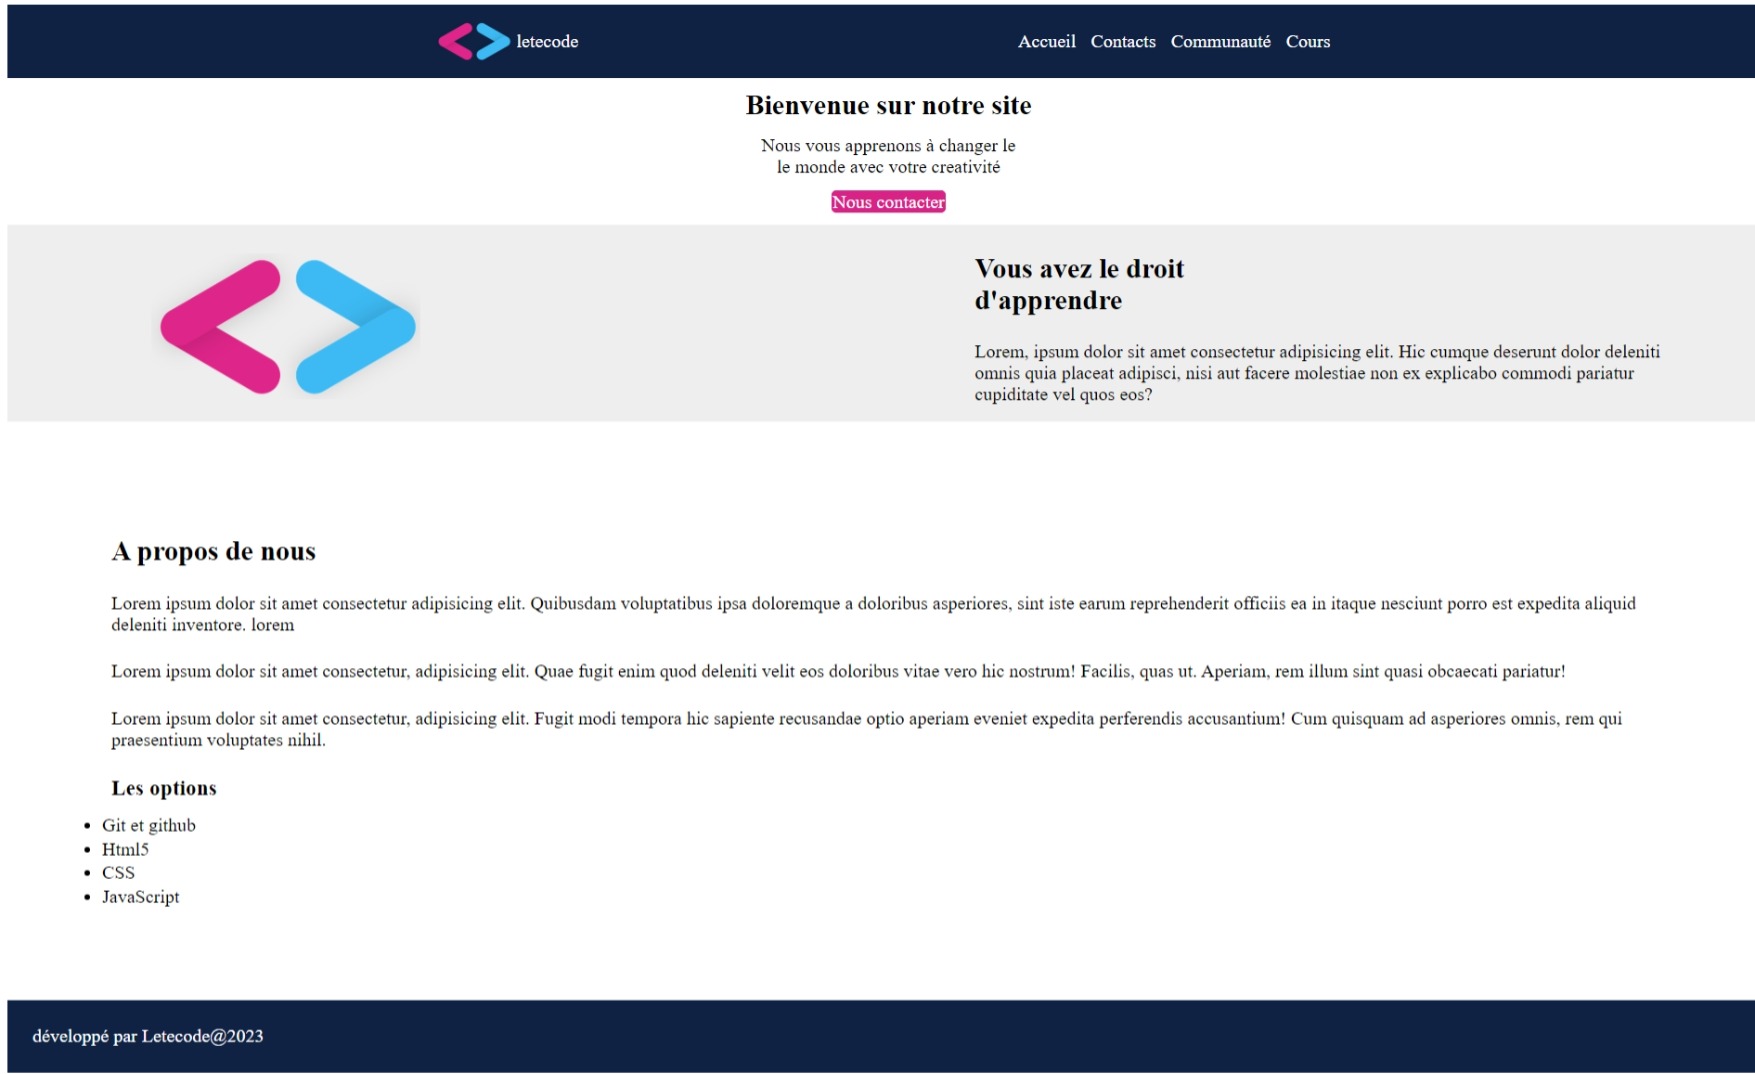 letecode
Accueil Contacts Communauté Cours
Bienvenue sur notre site
Nous vous apprenons à changer le
le monde avec votre creativité
Nous contacter
Vous avez le droit
d'apprendre
Lorem, ipsum dolor sit amet consectetur adipisicing elit. Hic cumque deserunt dolor deleniti
omnis quia placeat adipisci, nisi aut facere molestiae non ex explicabo commodi pariatur
cupiditate vel quos eos?
A propos de nous
Lorem ipsum dolor sit amet consectetur adipisicing elit. Quibusdam voluptatibus ipsa doloremque a doloribus asperiores, sint iste earum reprehenderit officiis ea in itaque nesciunt porro est expedita aliquid
deleniti inventore. lorem
Lorem ipsum dolor sit amet consectetur, adipisicing elit. Quae fugit enim quod deleniti velit eos doloribus vitae vero hic nostrum! Facilis, quas ut. Aperiam, rem illum sint quasi obcaecati pariatur!
Lorem ipsum dolor sit amet consectetur, adipisicing elit. Fugit modi tempora hic sapiente recusandae optio aperiam eveniet expedita perferendis accusantium! Cum quisquam ad asperiores omnis, rem qui
praesentium voluptates nihil.
Les options
• Git et github
• Html5
• CSS
• JavaScript
développé par Letecode@2023